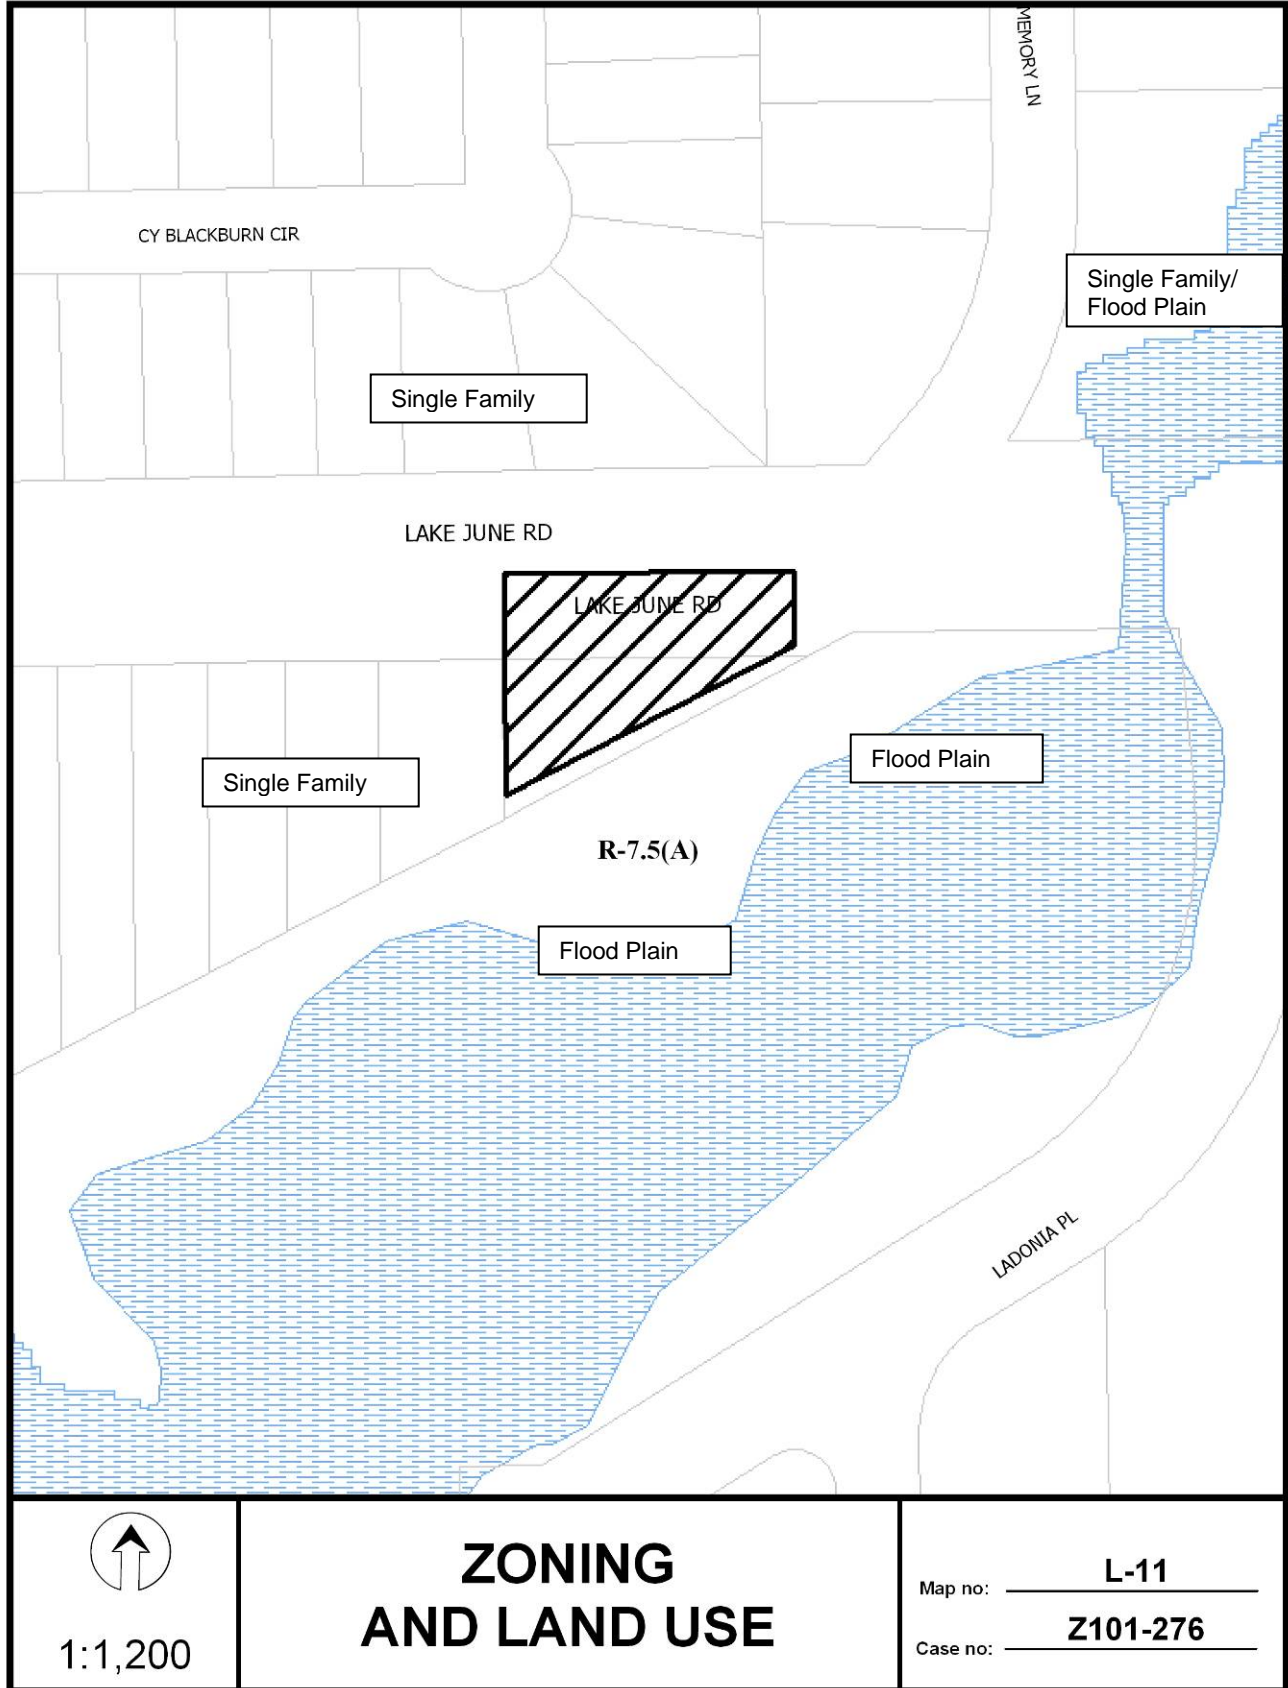 MEMORY LN
CY BLACKBURN CIR
Single Family/
Flood Plain
Single Family
LAKE JUNE RD
LAKE JUNE RD
Flood Plain
Single Family
R-7.5(A)
Flood Plain
LADONIA PL
1:1,200
ZONING
AND LAND USE
Map no: L-11
Case no: Z101-276